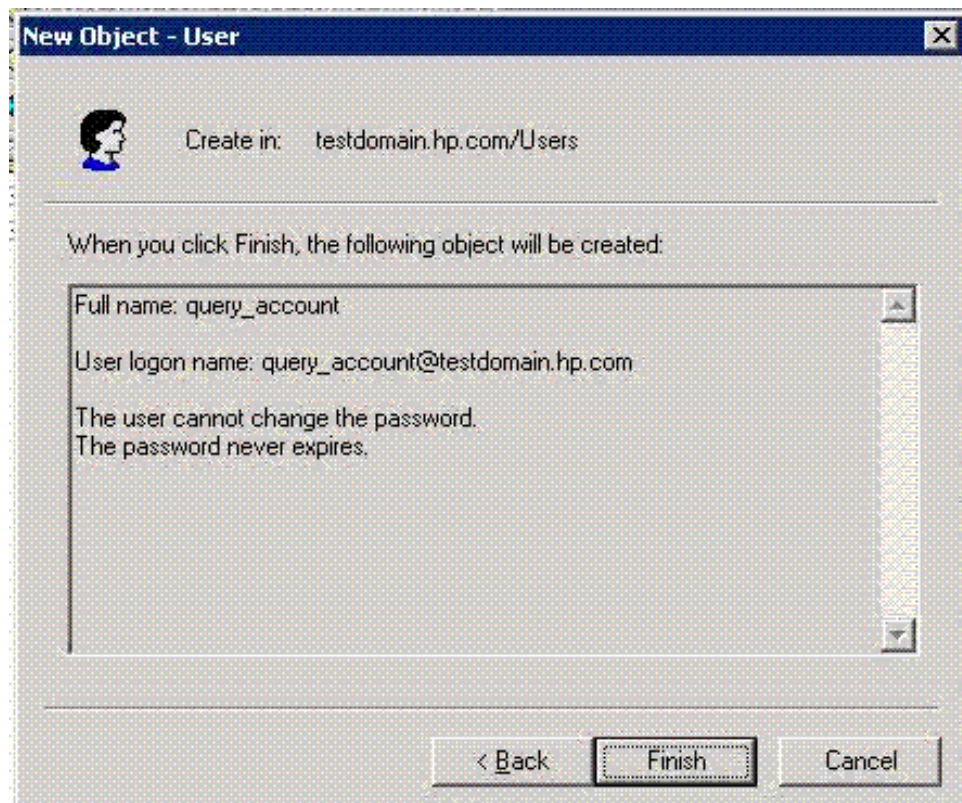 New Object - User
Create in: testdomain.hp.com/Users
When you click Finish, the following object will be created:
Full name: query_account
User logon name: query_account@testdomain.hp.com
The user cannot change the password.
The password never expires.
< Back Finish Cancel